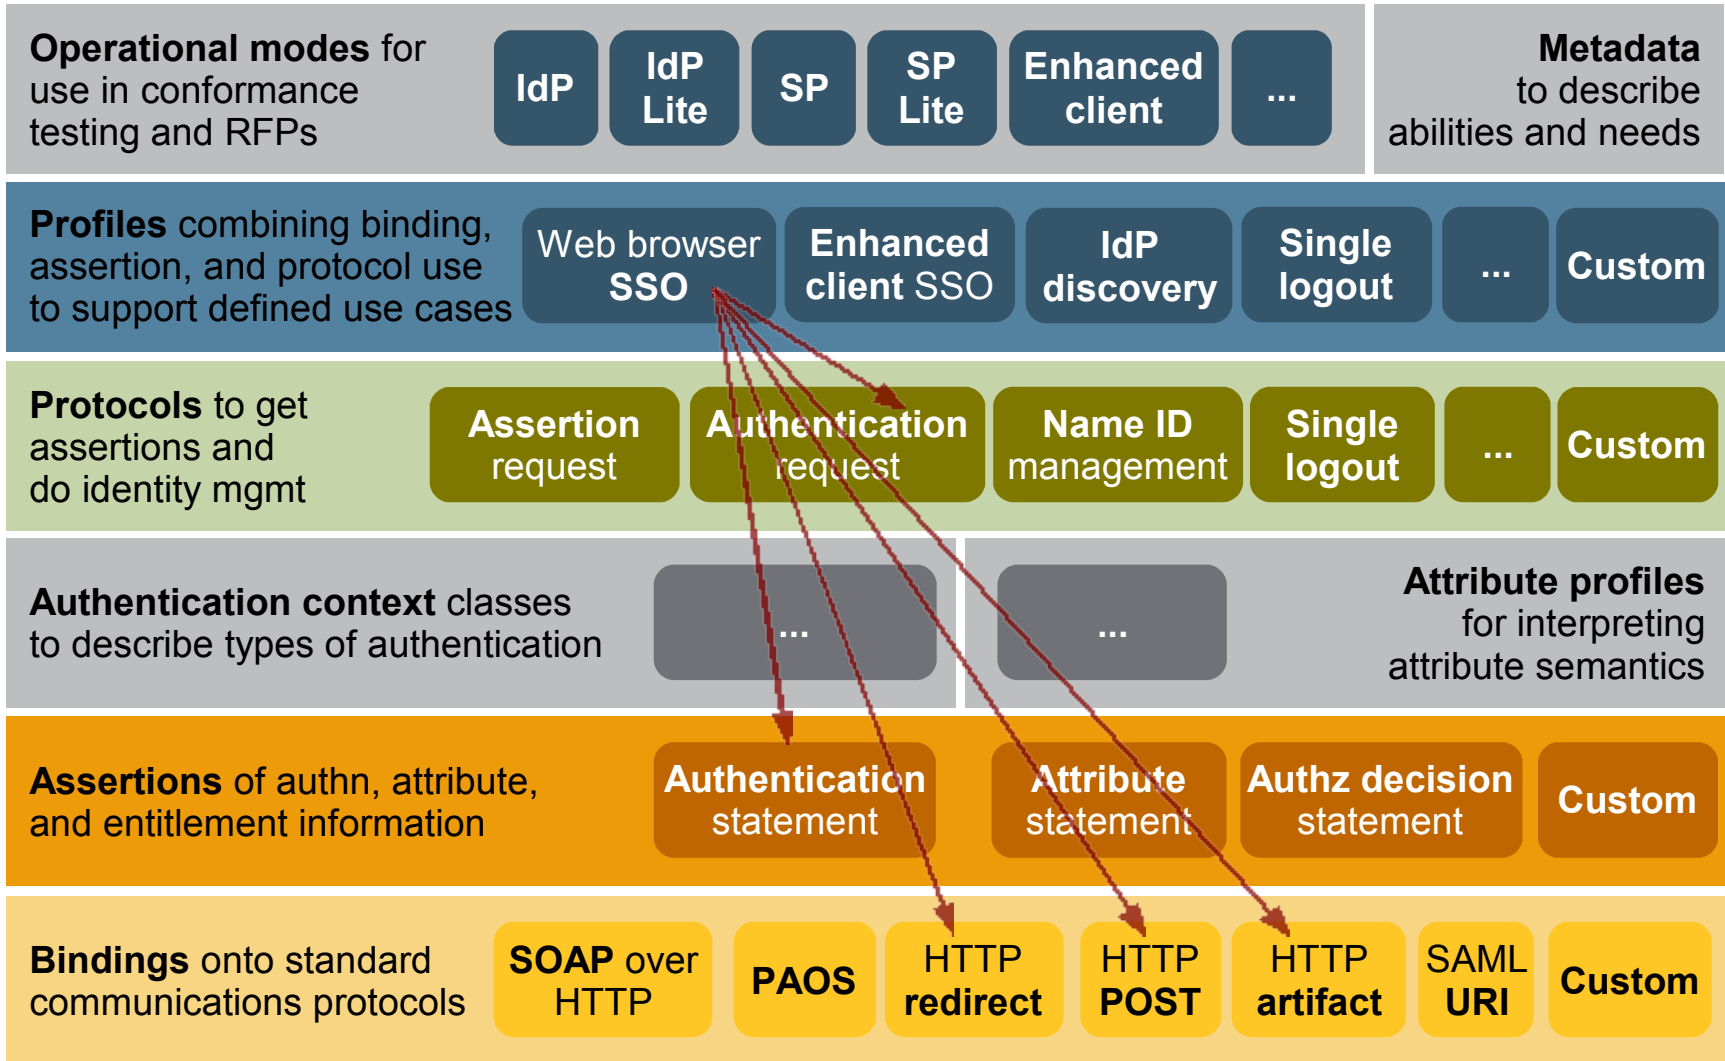 Operational modes for
use in conformance
testing and RFPs
IdP
IdP
Lite
SP
SP
Lite
Enhanced
client
...
Metadata
to describe
abilities and needs
Profiles combining binding,
assertion, and protocol use
to support defined use cases
Web browser
SSO
Enhanced
client SSO
IdP
discovery
Single
logout
...
Custom
Protocols to get
assertions and
do identity mgmt
Assertion
request
Authentication
request
Name ID
management
Single
logout
...
Custom
Authentication context classes
to describe types of authentication
...
...
Attribute profiles
for interpreting
attribute semantics
Assertions of authn, attribute,
and entitlement information
Authentication
statement
Attribute
statement
Authz decision
statement
Custom
Bindings onto standard
communications protocols
SOAP over
HTTP
PAOS
HTTP
redirect
HTTP
POST
HTTP
artifact
SAML
URI
Custom